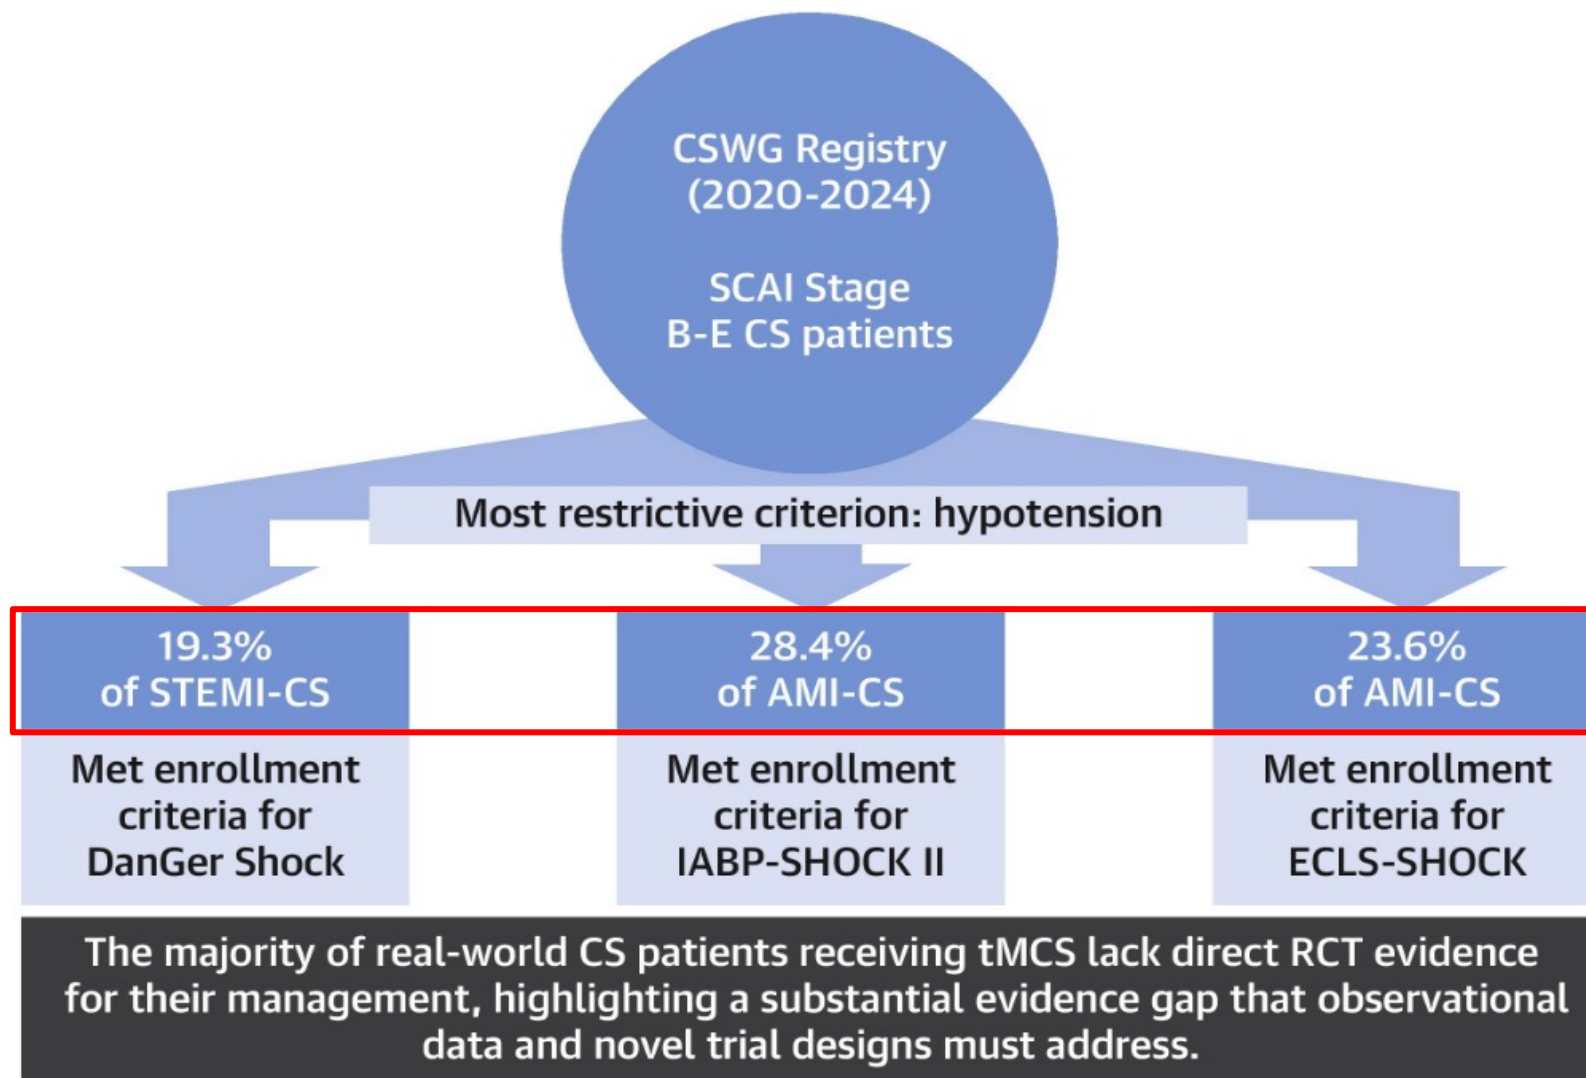 CSWG Registry
(2020-2024)
SCAI Stage
B-E CS patients
Most restrictive criterion: hypotension
19.3%
of STEMI-CS
Met enrollment
criteria for
DanGer Shock
28.4%
of AMI-CS
Met enrollment
criteria for
IABP-SHOCK II
23.6%
of AMI-CS
Met enrollment
criteria for
ECLS-SHOCK
The majority of real-world CS patients receiving tMCS lack direct RCT evidence
for their management, highlighting a substantial evidence gap that observational
data and novel trial designs must address.